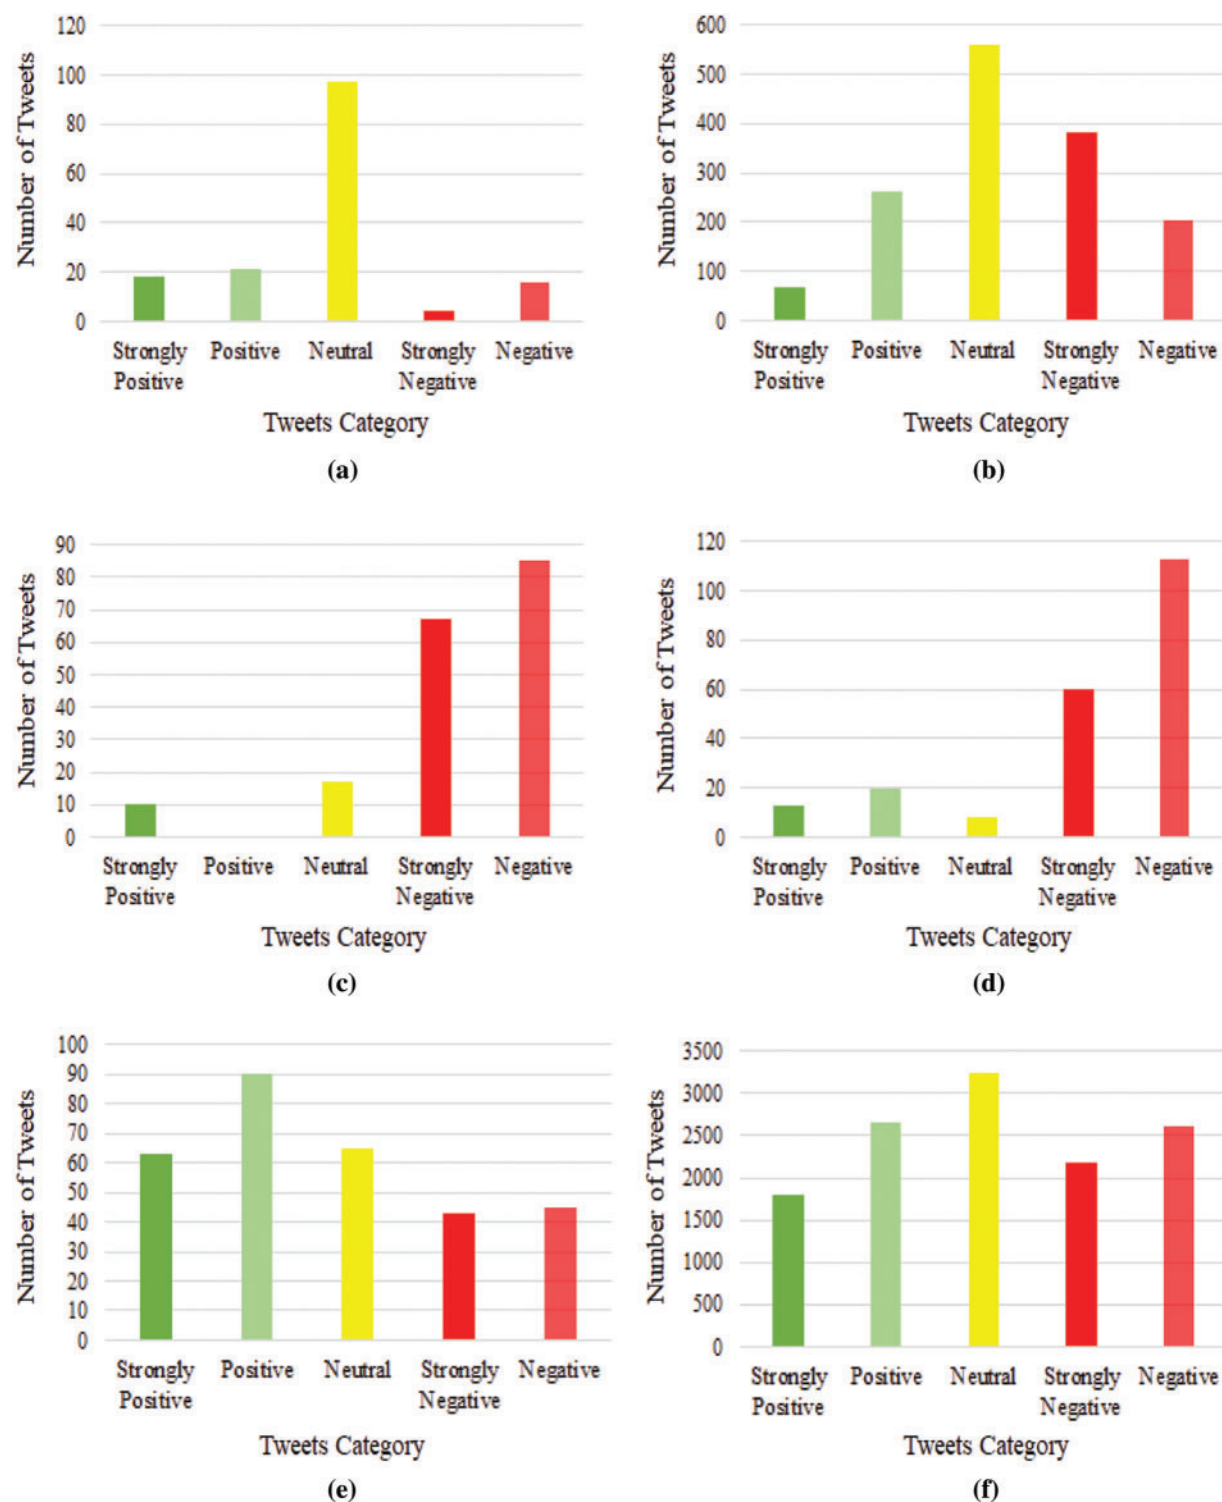 120
100
80
60
40
20
0
Number of Tweets
Strongly Positive Neutral Strongly Negative
Positive Negative
Tweets Category
(a)
600
500
400
300
200
100
0
Number of Tweets
Strongly Positive Neutral Strongly Negative
Positive Negative
Tweets Category
(b)
90
80
70
60
50
40
30
20
10
0
Number of Tweets
Strongly Positive Neutral Strongly Negative
Positive Negative
Tweets Category
(c)
120
100
80
60
40
20
0
Number of Tweets
Strongly Positive Neutral Strongly Negative
Positive Negative
Tweets Category
(d)
100
90
80
70
60
50
40
30
20
10
0
Number of Tweets
Strongly Positive Neutral Strongly Negative
Positive Negative
Tweets Category
(e)
3500
3000
2500
2000
1500
1000
500
0
Number of Tweets
Strongly Positive Neutral Strongly Negative
Positive Negative
Tweets Category
(f)